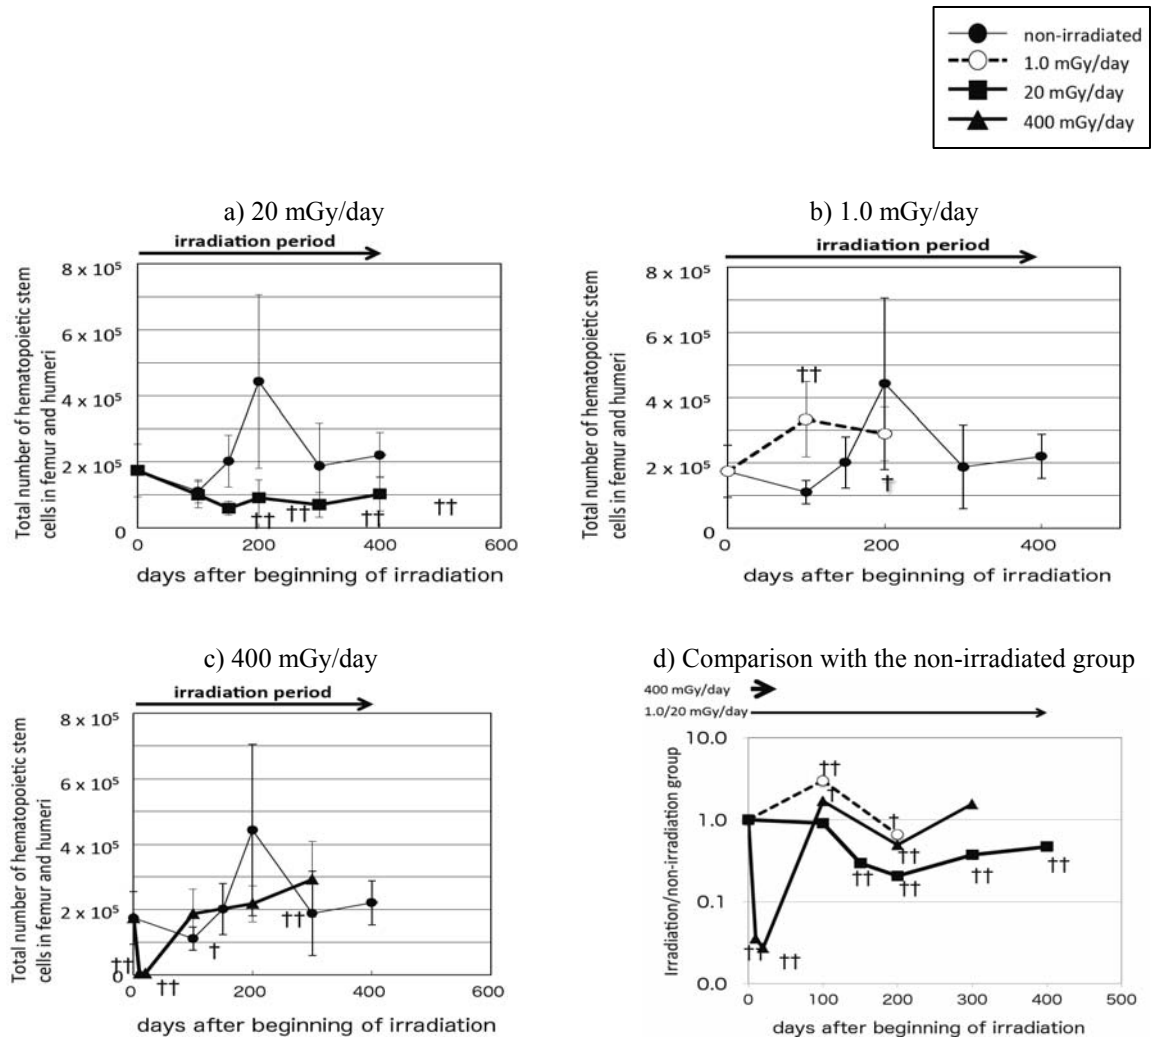 non-irradiated
1.0 mGy/day
20 mGy/day
400 mGy/day
a) 20 mGy/day
irradiation period
Total number of hematopoietic stem
cells in femur and humeri
8 x 10⁵
6 x 10⁵
4 x 10⁵
2 x 10⁵
0
†† †† †† ††
0 200 400 600
days after beginning of irradiation
b) 1.0 mGy/day
irradiation period
Total number of hematopoietic stem
cells in femur and humeri
8 x 10⁵
6 x 10⁵
4 x 10⁵
2 x 10⁵
0
††
†
0 200 400
days after beginning of irradiation
c) 400 mGy/day
irradiation period
Total number of hematopoietic stem
cells in femur and humeri
8 x 10⁵
6 x 10⁵
4 x 10⁵
2 x 10⁵
0
††
†
†† ††
0 200 400 600
days after beginning of irradiation
d) Comparison with the non-irradiated group
400 mGy/day
1.0/20 mGy/day
Irradiation/non-irradiation group
10.0
1.0
0.1
0.0
††
†
†
††
†† †† †† ††
†† ††
0 100 200 300 400 500
days after beginning of irradiation